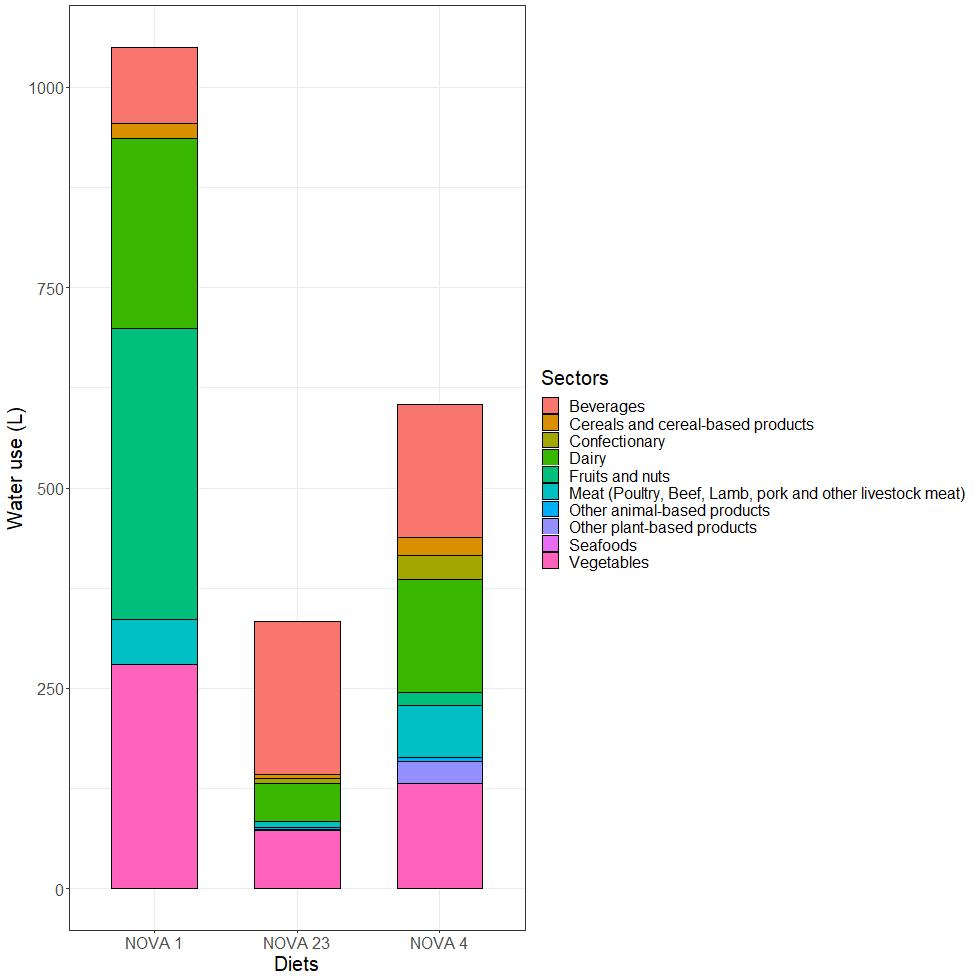 1000
750
500
250
0
Water use (L)
NOVA 1
NOVA 23
NOVA 4
Diets
Sectors
Beverages
Cereals and cereal-based products
Confectionary
Dairy
Fruits and nuts
Meat (Poultry, Beef, Lamb, pork and other livestock meat)
Other animal-based products
Other plant-based products
Seafoods
Vegetables